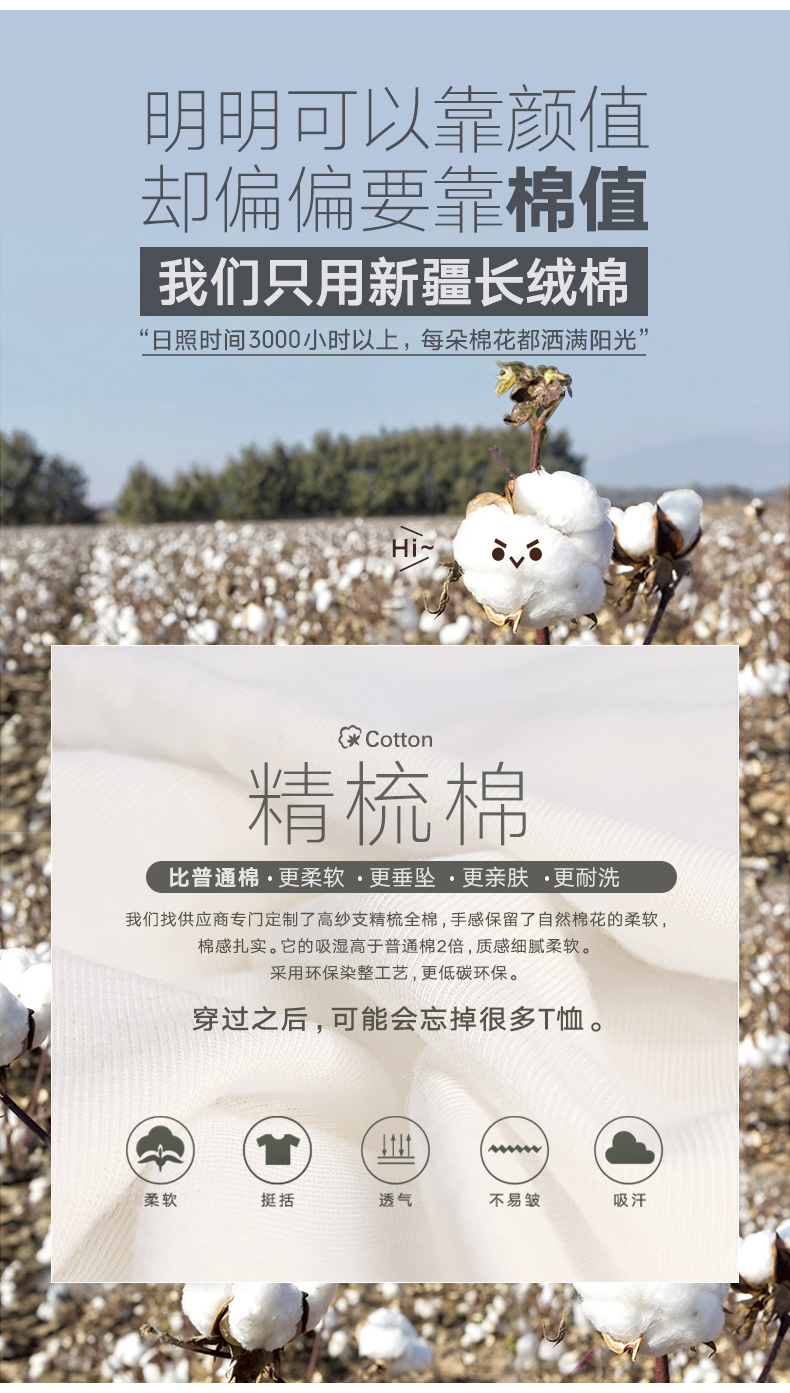 明明可以靠颜值
却偏偏要靠棉值
我们只用新疆长绒棉
“日照时间3000小时以上，每朵棉花都洒满阳光”
Hi~
Cotton
精梳棉
比普通棉·更柔软 ·更垂坠 ·更亲肤 ·更耐洗
我们找供应商专门定制了高纱支精梳全棉，手感保留了自然棉花的柔软，
棉感扎实。它的吸湿高于普通棉2倍，质感细腻柔软。
采用环保染整工艺，更低碳环保。
穿过之后，可能会忘掉很多T恤。
柔软 挺括 透气 不易皱 吸汗